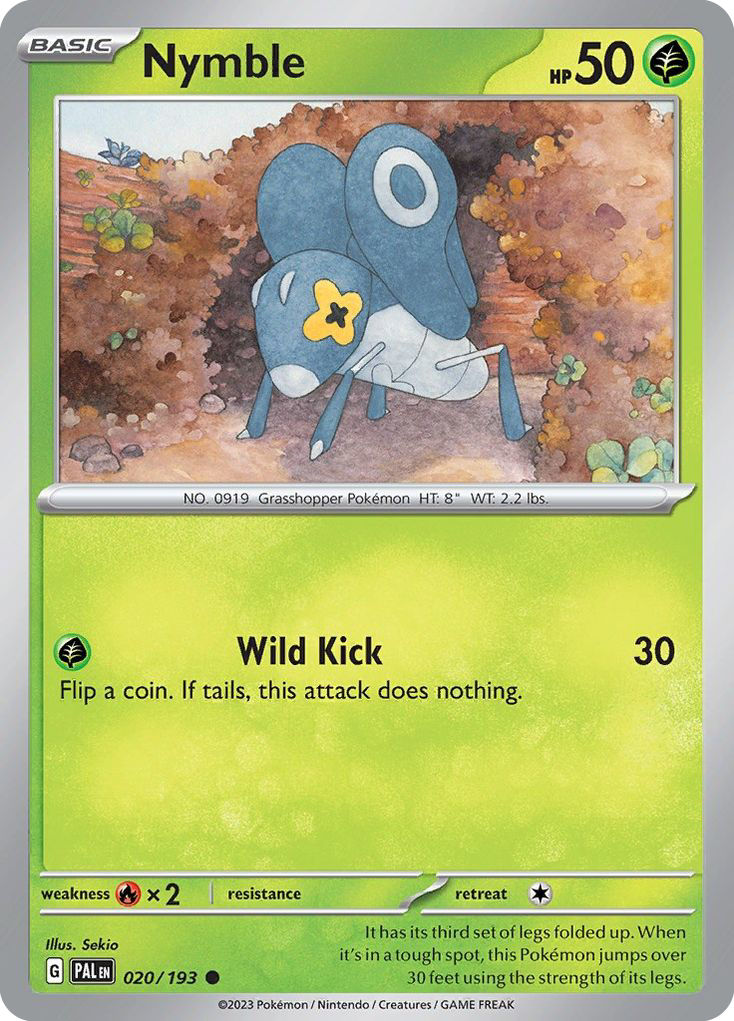 BASIC
Nymble
HP 50
NO. 0919 Grasshopper Pokémon HT: 8" WT: 2.2 lbs.
Wild Kick 30
Flip a coin. If tails, this attack does nothing.
weakness ×2 resistance retreat
Illus. Sekio
It has its third set of legs folded up. When
it's in a tough spot, this Pokémon jumps over
30 feet using the strength of its legs.
G PAL EN 020/193
©2023 Pokémon / Nintendo / Creatures / GAME FREAK